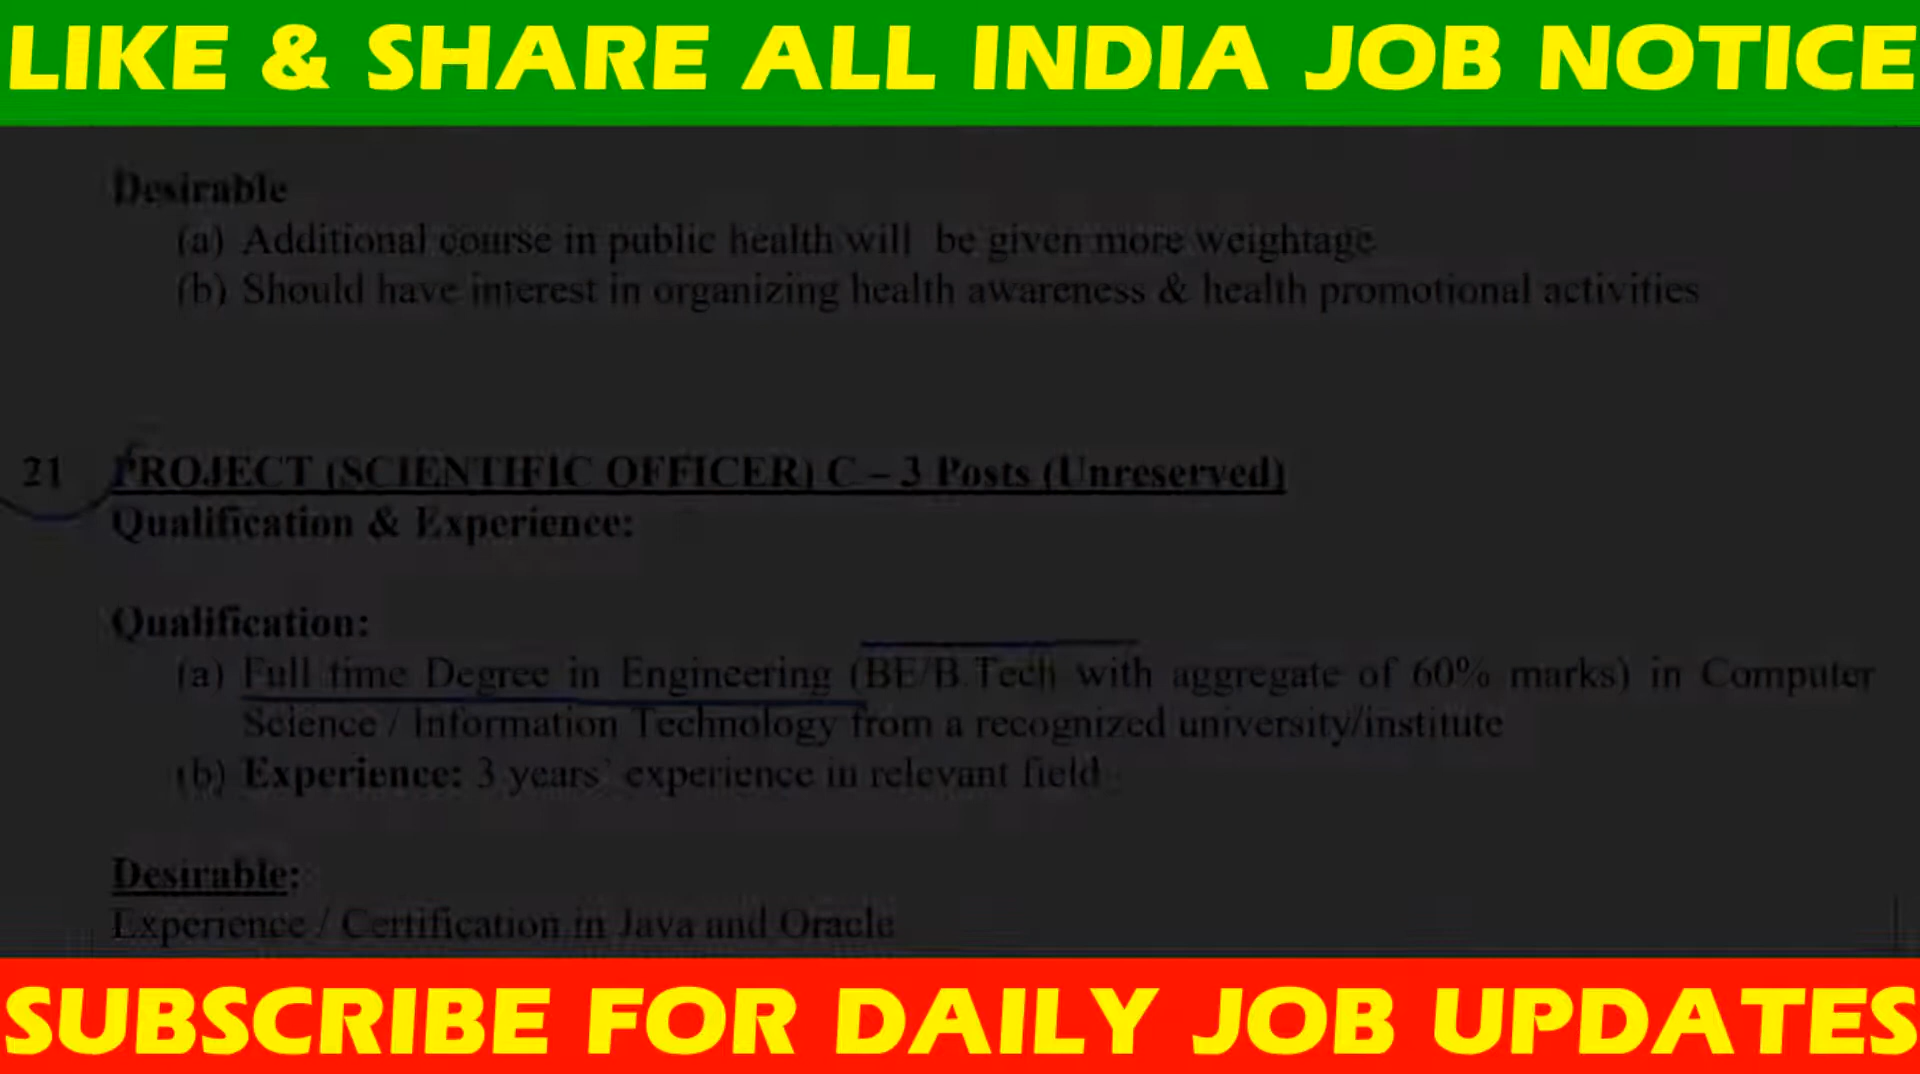 LIKE & SHARE ALL INDIA JOB NOTICE
Desirable
(a) Additional course in public health will be given more weightage
(b) Should have interest in organizing health awareness & health promotional activities
21 PROJECT (SCIENTIFIC OFFICER) C – 3 Posts (Unreserved)
Qualification & Experience:
Qualification:
(a) Full time Degree in Engineering (BE/B.Tech with aggregate of 60% marks) in Computer
Science / Information Technology from a recognized university/institute
(b) Experience: 3 years' experience in relevant field
Desirable:
Experience / Certification in Java and Oracle
SUBSCRIBE FOR DAILY JOB UPDATES